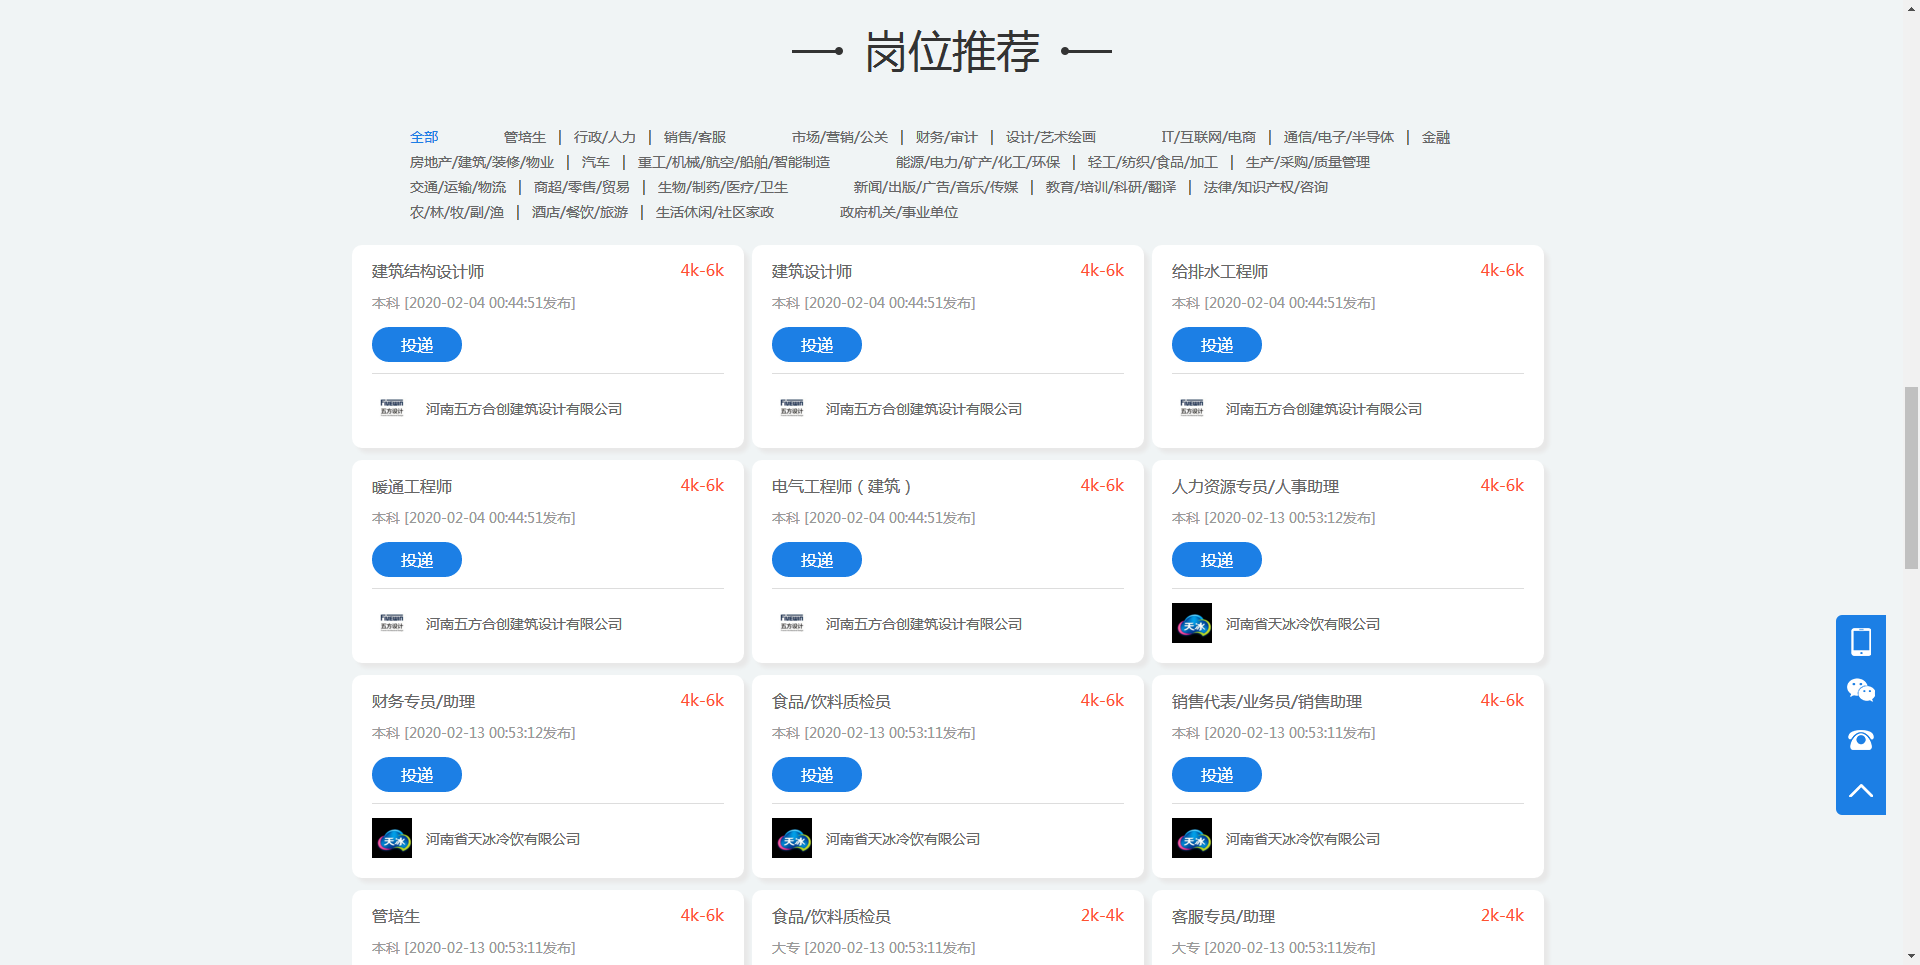 岗位推荐
全部 管培生 | 行政/人力 | 销售/客服 市场/营销/公关 | 财务/审计 | 设计/艺术绘画 IT/互联网/电商 | 通信/电子/半导体 | 金融
房地产/建筑/装修/物业 | 汽车 | 重工/机械/航空/船舶/智能制造 能源/电力/矿产/化工/环保 | 轻工/纺织/食品/加工 | 生产/采购/质量管理
交通/运输/物流 | 商超/零售/贸易 | 生物/制药/医疗/卫生 新闻/出版/广告/音乐/传媒 | 教育/培训/科研/翻译 | 法律/知识产权/咨询
农/林/牧/副/渔 | 酒店/餐饮/旅游 | 生活休闲/社区家政 政府机关/事业单位
建筑结构设计师 4k-6k
本科 [2020-02-04 00:44:51发布]
投递
五方设计 河南五方合创建筑设计有限公司
建筑设计师 4k-6k
本科 [2020-02-04 00:44:51发布]
投递
五方设计 河南五方合创建筑设计有限公司
给排水工程师 4k-6k
本科 [2020-02-04 00:44:51发布]
投递
五方设计 河南五方合创建筑设计有限公司
暖通工程师 4k-6k
本科 [2020-02-04 00:44:51发布]
投递
五方设计 河南五方合创建筑设计有限公司
电气工程师（建筑） 4k-6k
本科 [2020-02-04 00:44:51发布]
投递
五方设计 河南五方合创建筑设计有限公司
人力资源专员/人事助理 4k-6k
本科 [2020-02-13 00:53:12发布]
投递
天冰 河南省天冰冷饮有限公司
财务专员/助理 4k-6k
本科 [2020-02-13 00:53:12发布]
投递
天冰 河南省天冰冷饮有限公司
食品/饮料质检员 4k-6k
本科 [2020-02-13 00:53:11发布]
投递
天冰 河南省天冰冷饮有限公司
销售代表/业务员/销售助理 4k-6k
本科 [2020-02-13 00:53:11发布]
投递
天冰 河南省天冰冷饮有限公司
管培生 4k-6k
本科 [2020-02-13 00:53:11发布]
食品/饮料质检员 2k-4k
大专 [2020-02-13 00:53:11发布]
客服专员/助理 2k-4k
大专 [2020-02-13 00:53:11发布]